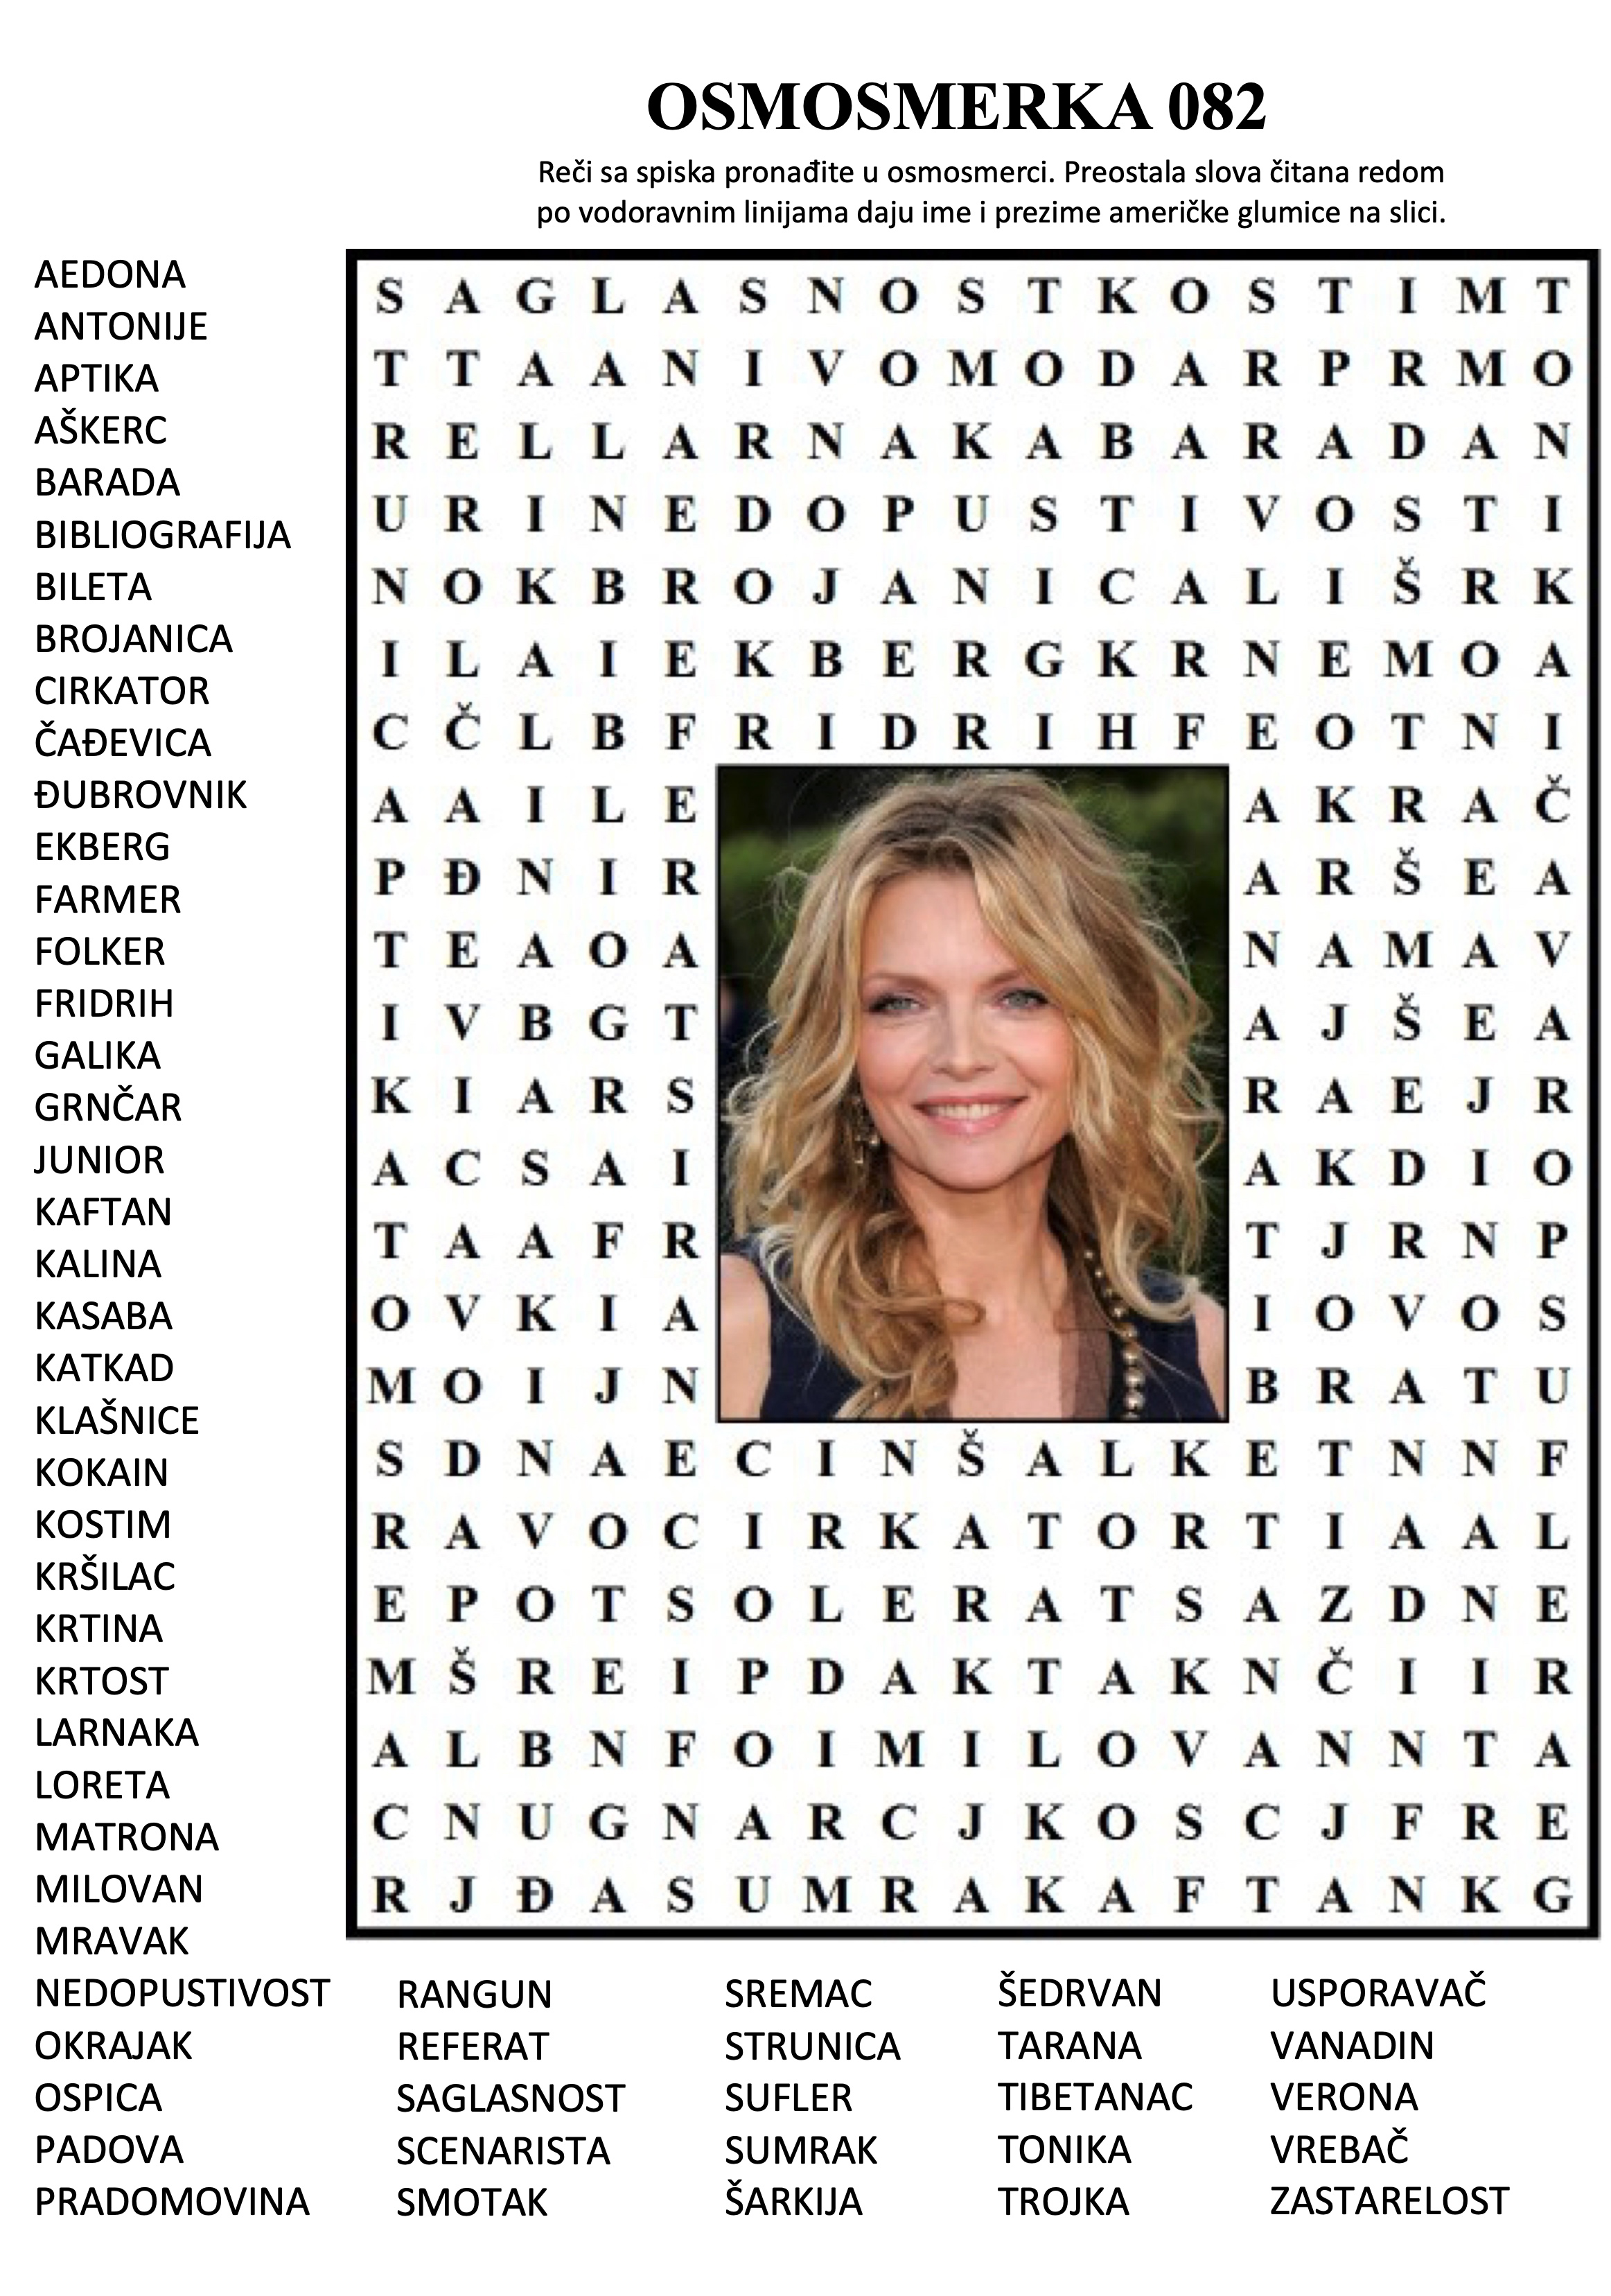 OSMOSMERKA 082
Reči sa spiska pronađite u osmosmerci. Preostala slova čitana redom
po vodoravnim linijama daju ime i prezime američke glumice na slici.
AEDONA
ANTONIJE
APTIKA
AŠKERC
BARADA
BIBLIOGRAFIJA
BILETA
BROJANICA
CIRKATOR
ČAĐEVICA
ĐUBROVNIK
EKBERG
FARMER
FOLKER
FRIDRIH
GALIKA
GRNČAR
JUNIOR
KAFTAN
KALINA
KASABA
KATKAD
KLAŠNICE
KOKAIN
KOSTIM
KRŠILAC
KRTINA
KRTOST
LARNAKA
LORETA
MATRONA
MILOVAN
MRAVAK
NEDOPUSTIVOST
OKRAJAK
OSPICA
PADOVA
PRADOMOVINA
S A G L A S N O S T K O S T I M T
T T A A N I V O M O D A R P R M O
R E L L A R N A K A B A R A D A N
U R I N E D O P U S T I V O S T I
N O K B R O J A N I C A L I Š R K
I L A I E K B E R G K R N E M O A
C Č L B F R I D R I H F E O T N I
A A I L E A K R A Č
P Đ N I R A R Š E A
T E A O A N A M A V
I V B G T A J Š E A
K I A R S R A E J R
A C S A I A K D I O
T A A F R T J R N P
O V K I A I O V O S
M O I J N B R A T U
S D N A E C I N Š A L K E T N N F
R A V O C I R K A T O R T I A A L
E P O T S O L E R A T S A Z D N E
M Š R E I P D A K T A K N Č I I R
A L B N F O I M I L O V A N N T A
C N U G N A R C J K O S C J F R E
R J Đ A S U M R A K A F T A N K G
RANGUN
REFERAT
SAGLASNOST
SCENARISTA
SMOTAK
SREMAC
STRUNICA
SUFLER
SUMRAK
ŠARKIJA
ŠEDRVAN
TARANA
TIBETANAC
TONIKA
TROJKA
USPORAVAČ
VANADIN
VERONA
VREBAČ
ZASTARELOST